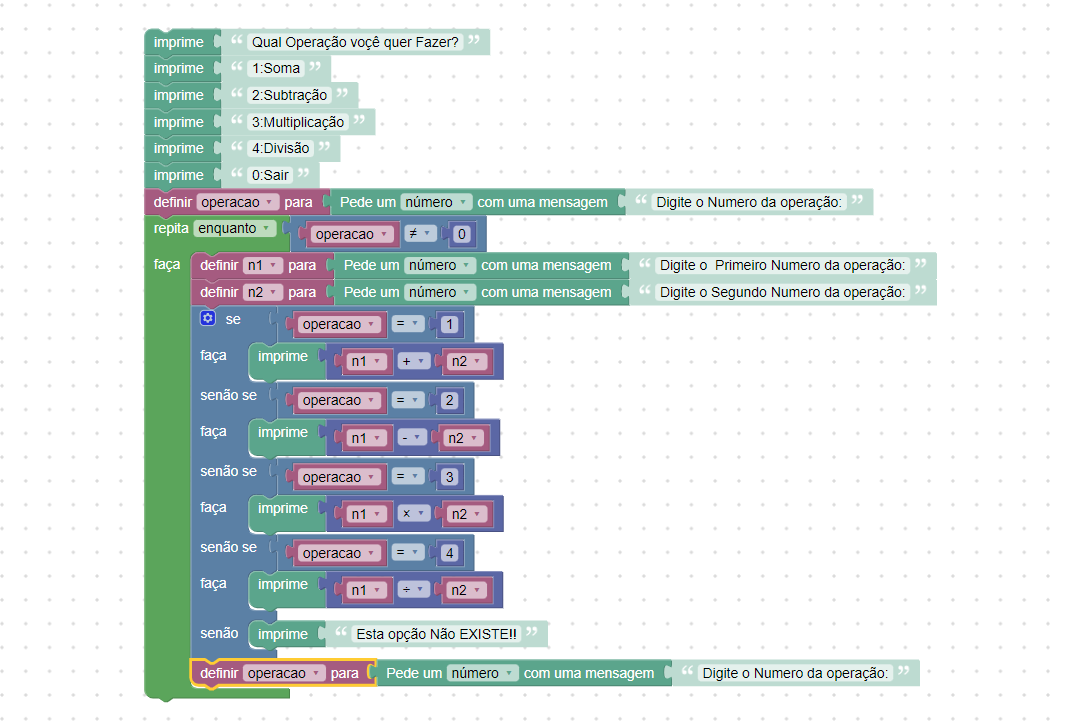 imprime “ Qual Operação voçê quer Fazer? ”
imprime “ 1:Soma ”
imprime “ 2:Subtração ”
imprime “ 3:Multiplicação ”
imprime “ 4:Divisão ”
imprime “ 0:Sair ”
definir operacao para Pede um número com uma mensagem “ Digite o Numero da operação: ”
repita enquanto operacao ≠ 0
faça definir n1 para Pede um número com uma mensagem “ Digite o  Primeiro Numero da operação: ”
definir n2 para Pede um número com uma mensagem “ Digite o Segundo Numero da operação: ”
se operacao = 1
faça imprime n1 + n2
senão se operacao = 2
faça imprime n1 - n2
senão se operacao = 3
faça imprime n1 × n2
senão se operacao = 4
faça imprime n1 ÷ n2
senão imprime “ Esta opção Não EXISTE!! ”
definir operacao para Pede um número com uma mensagem “ Digite o Numero da operação: ”